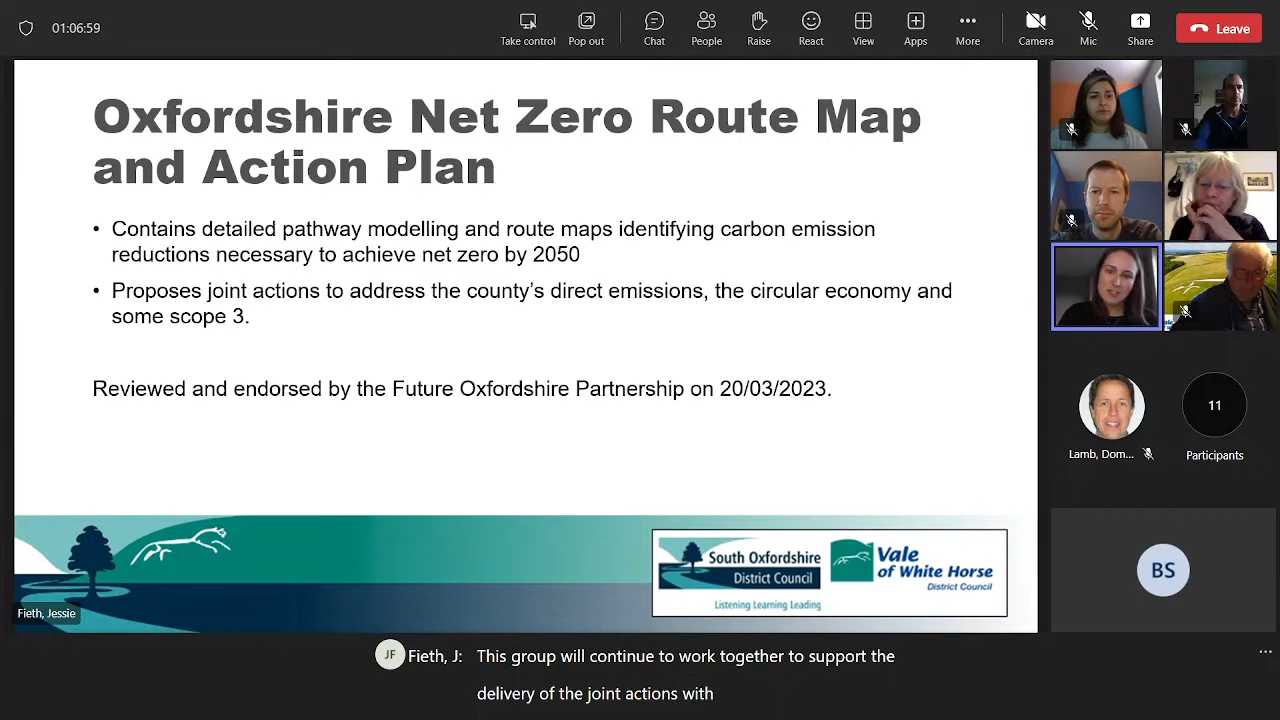 01:06:59
Take control
Pop out
Chat
People
Raise
React
View
Apps
More
Camera
Mic
Share
Leave
Oxfordshire Net Zero Route Map
and Action Plan
• Contains detailed pathway modelling and route maps identifying carbon emission
reductions necessary to achieve net zero by 2050
• Proposes joint actions to address the county’s direct emissions, the circular economy and
some scope 3.
Reviewed and endorsed by the Future Oxfordshire Partnership on 20/03/2023.
South Oxfordshire
District Council
Listening Learning Leading
Vale
of White Horse
District Council
Fieth, Jessie
Lamb, Dom...
11
Participants
BS
JF
Fieth, J:
This group will continue to work together to support the
delivery of the joint actions with